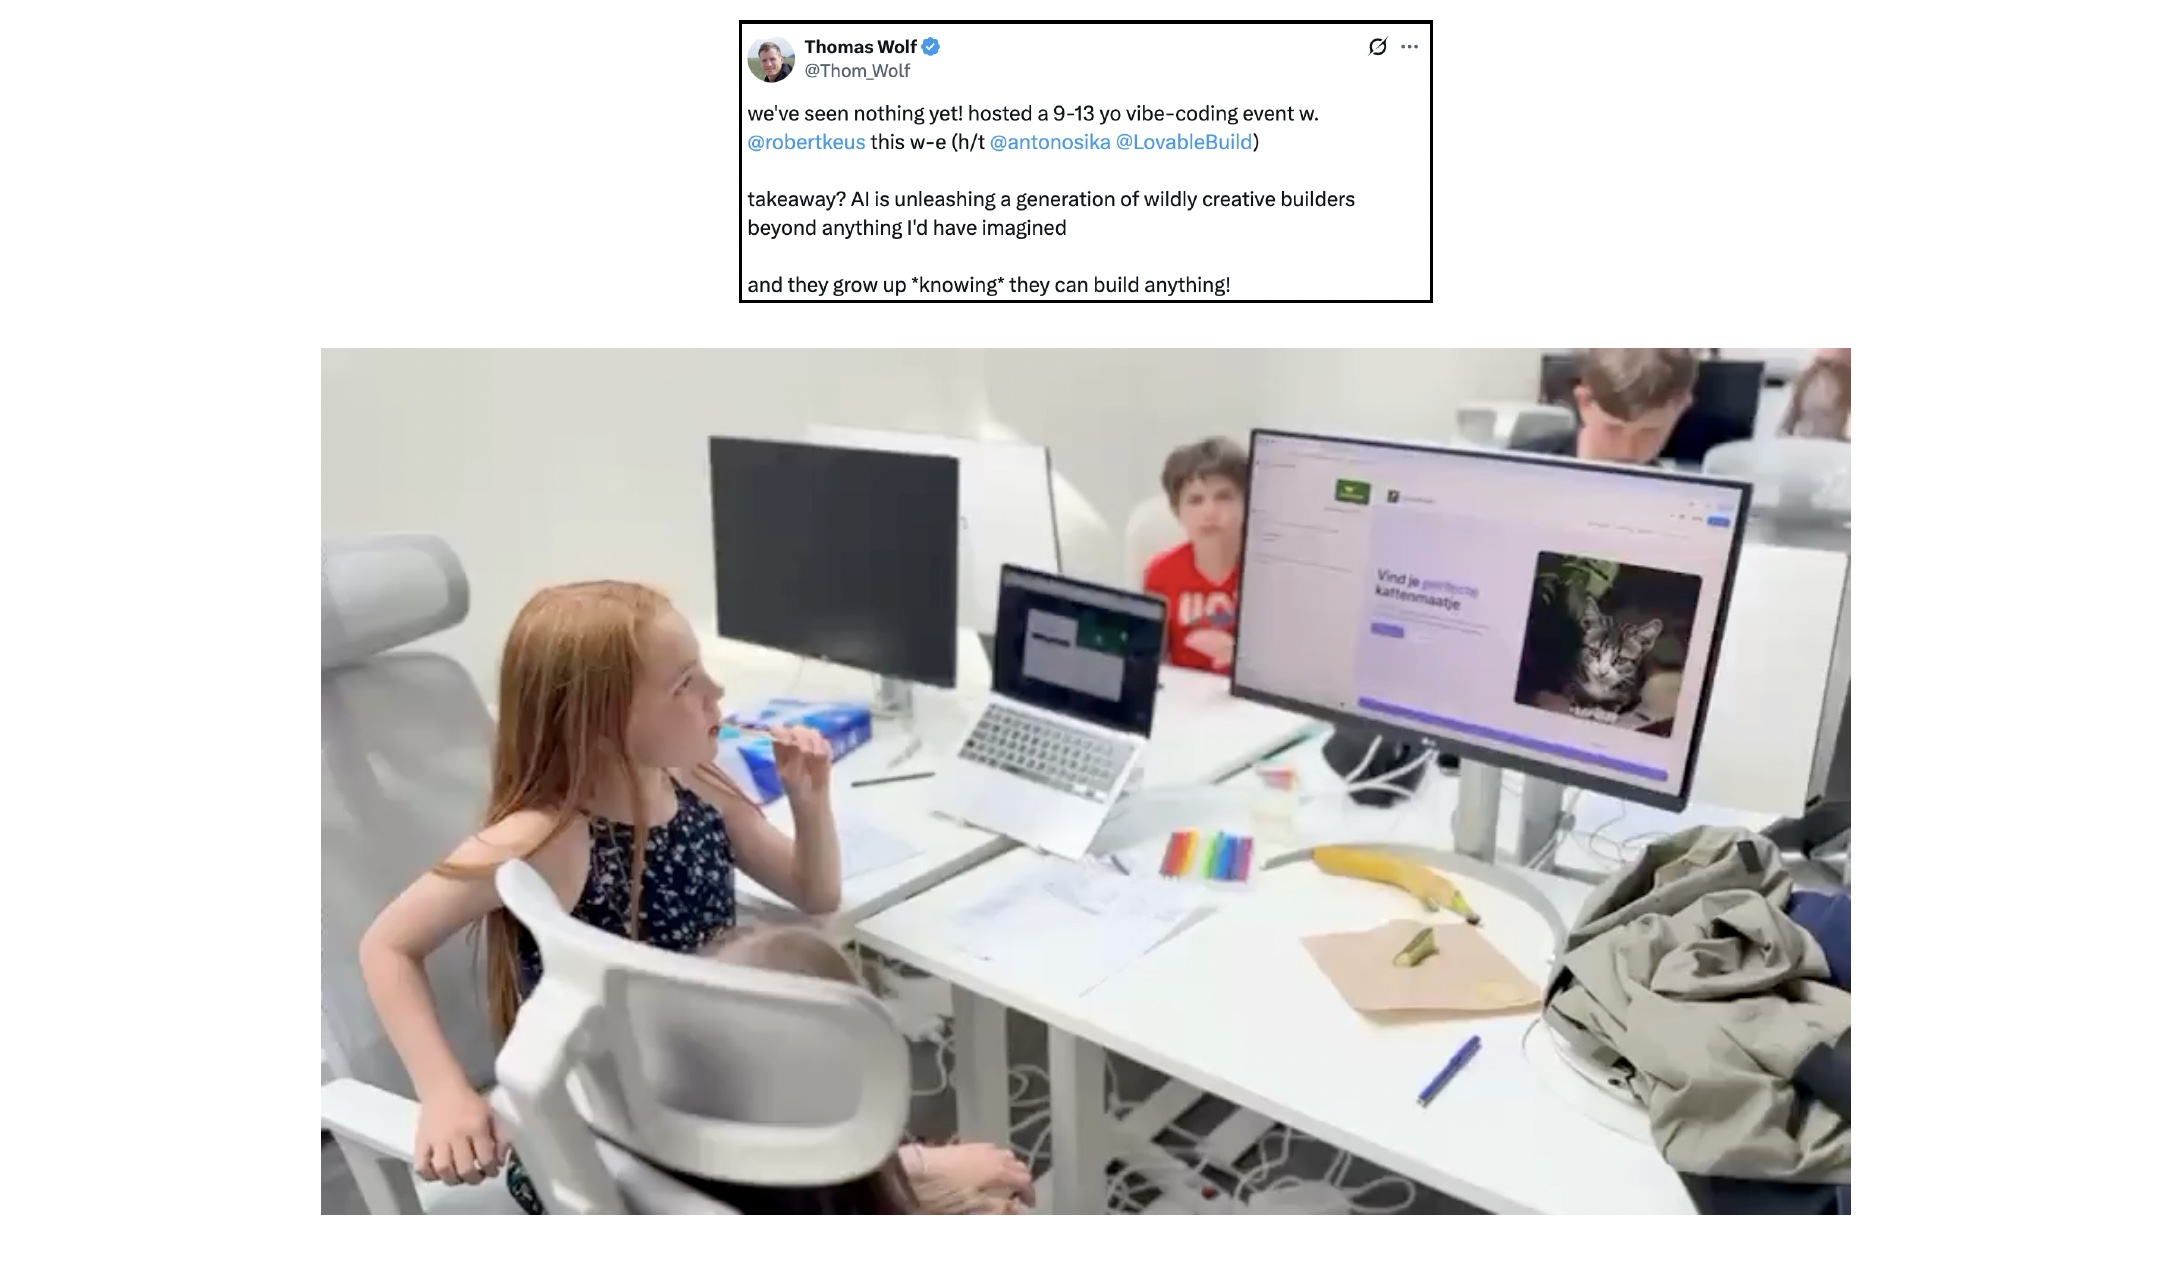 Thomas Wolf
@Thom_Wolf
we've seen nothing yet! hosted a 9-13 yo vibe-coding event w.
@robertkeus this w-e (h/t @antonosika @LovableBuild)
takeaway? AI is unleashing a generation of wildly creative builders
beyond anything I'd have imagined
and they grow up *knowing* they can build anything!
Vind je perfecte
kattenmaatje